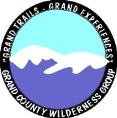 "GRAND TRAILS - GRAND EXPERIENCES"
GRAND COUNTY WILDERNESS GROUP